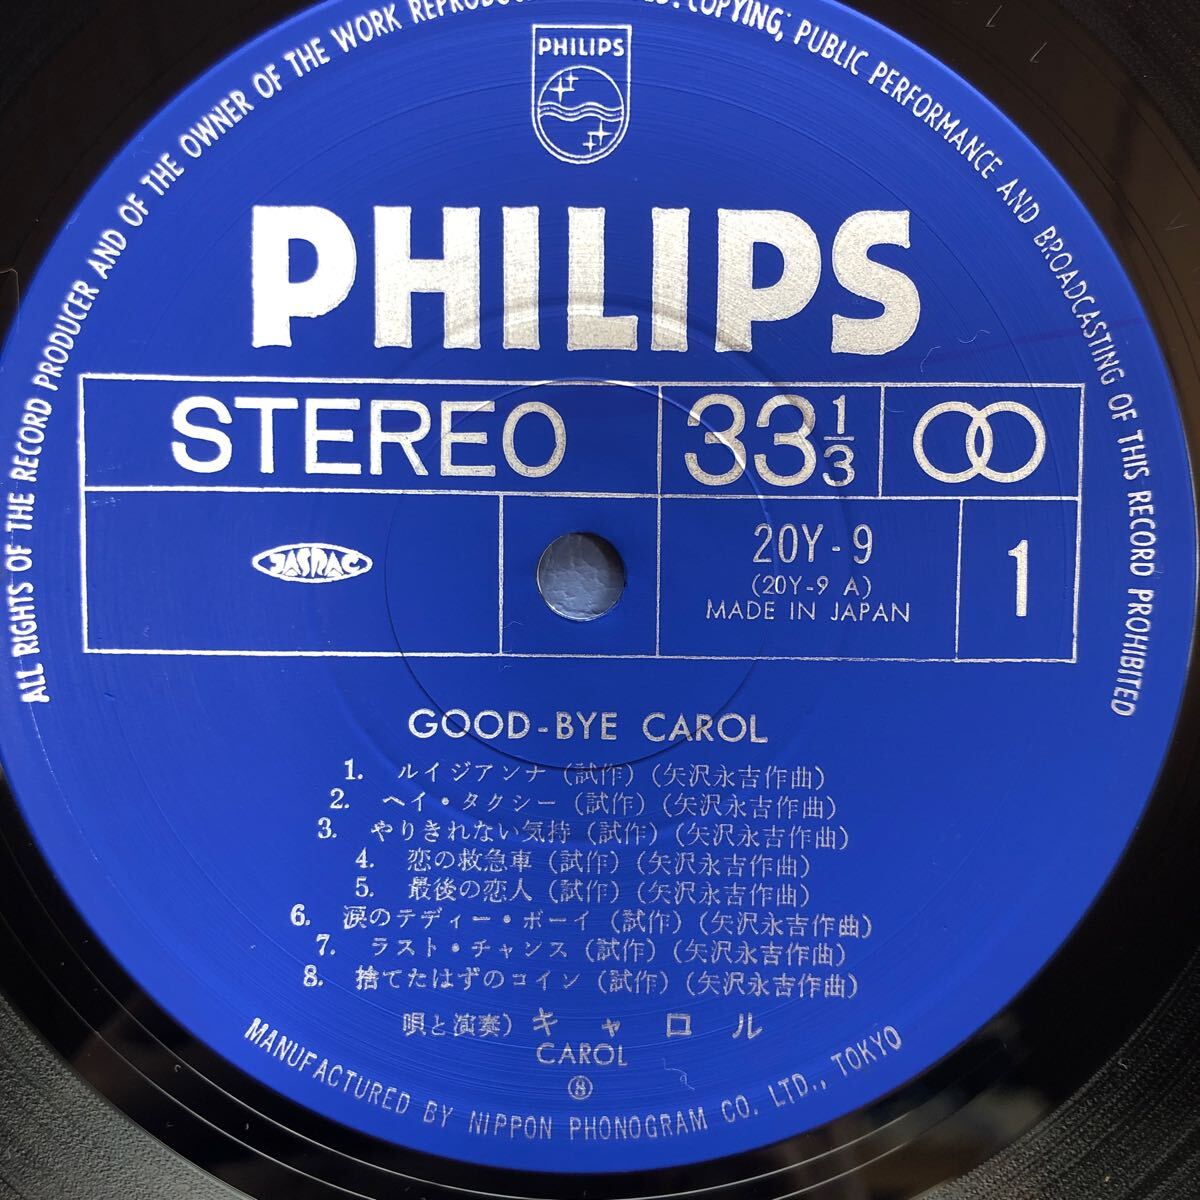 ALL RIGHTS OF THE RECORD PRODUCER AND OF THE OWNER OF THE WORK COPYING, PUBLIC PERFORMANCE AND BROADCASTING OF THIS RECORD PROHIBITED
PHILIPS
PHILIPS
STEREO
33 1/3
JASRAC
20Y-9
(20Y-9 A)
MADE IN JAPAN
1
GOOD-BYE CAROL
1. ルイジアンナ (試作) (矢沢永吉作曲)
2. ヘイ・タクシー (試作) (矢沢永吉作曲)
3. やりきれない気持 (試作) (矢沢永吉作曲)
4. 恋の救急車 (試作) (矢沢永吉作曲)
5. 最後の恋人 (試作) (矢沢永吉作曲)
6. 涙のテディー・ボーイ (試作) (矢沢永吉作曲)
7. ラスト・チャンス (試作) (矢沢永吉作曲)
8. 捨てたはずのコイン (試作) (矢沢永吉作曲)
唄と演奏) キャロル
CAROL
⑧
MANUFACTURED BY NIPPON PHONOGRAM CO. LTD., TOKYO